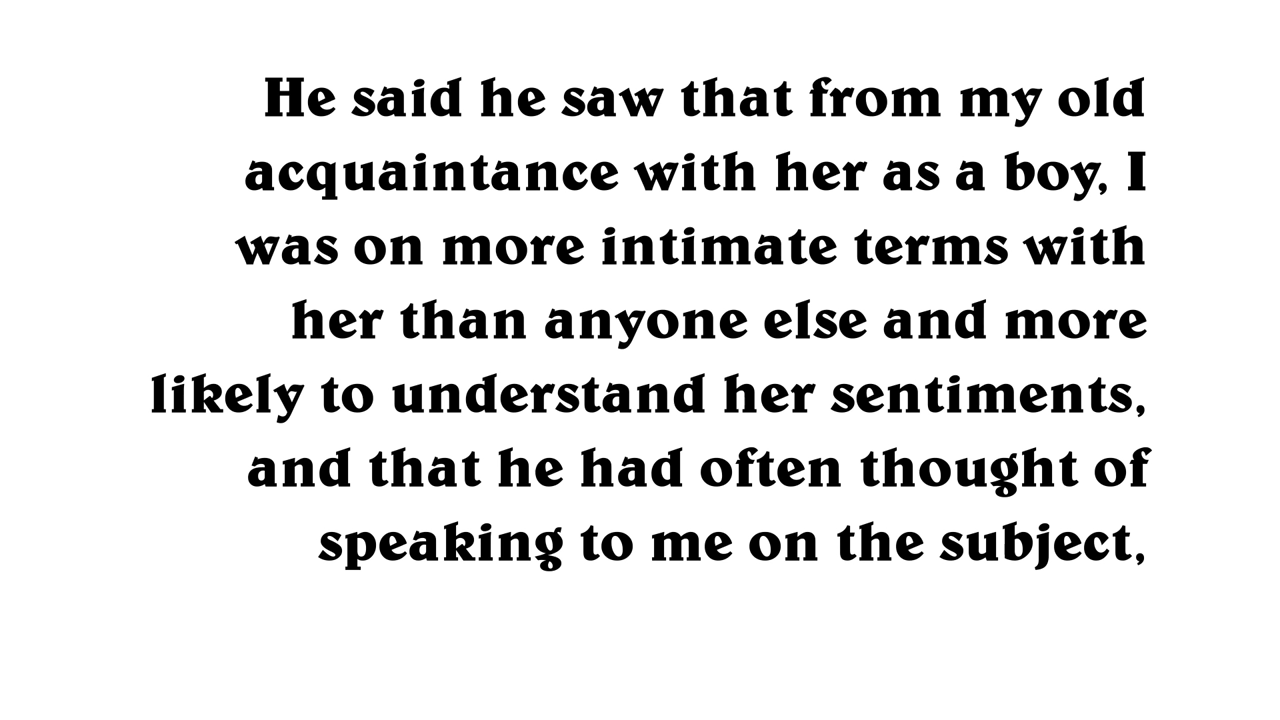 He said he saw that from my old
acquaintance with her as a boy, I
was on more intimate terms with
her than anyone else and more
likely to understand her sentiments,
and that he had often thought of
speaking to me on the subject,